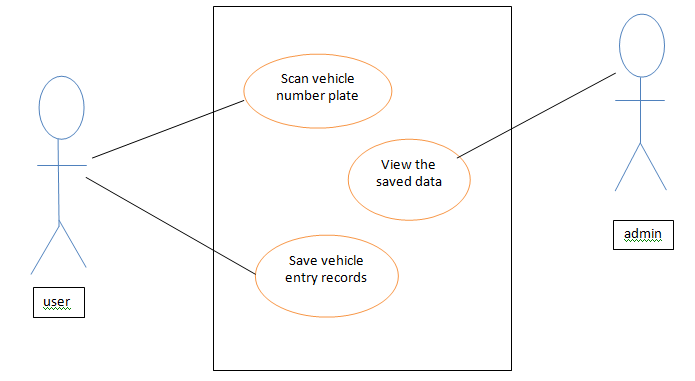 Scan vehicle
number plate
View the
saved data
admin
Save vehicle
entry records
user